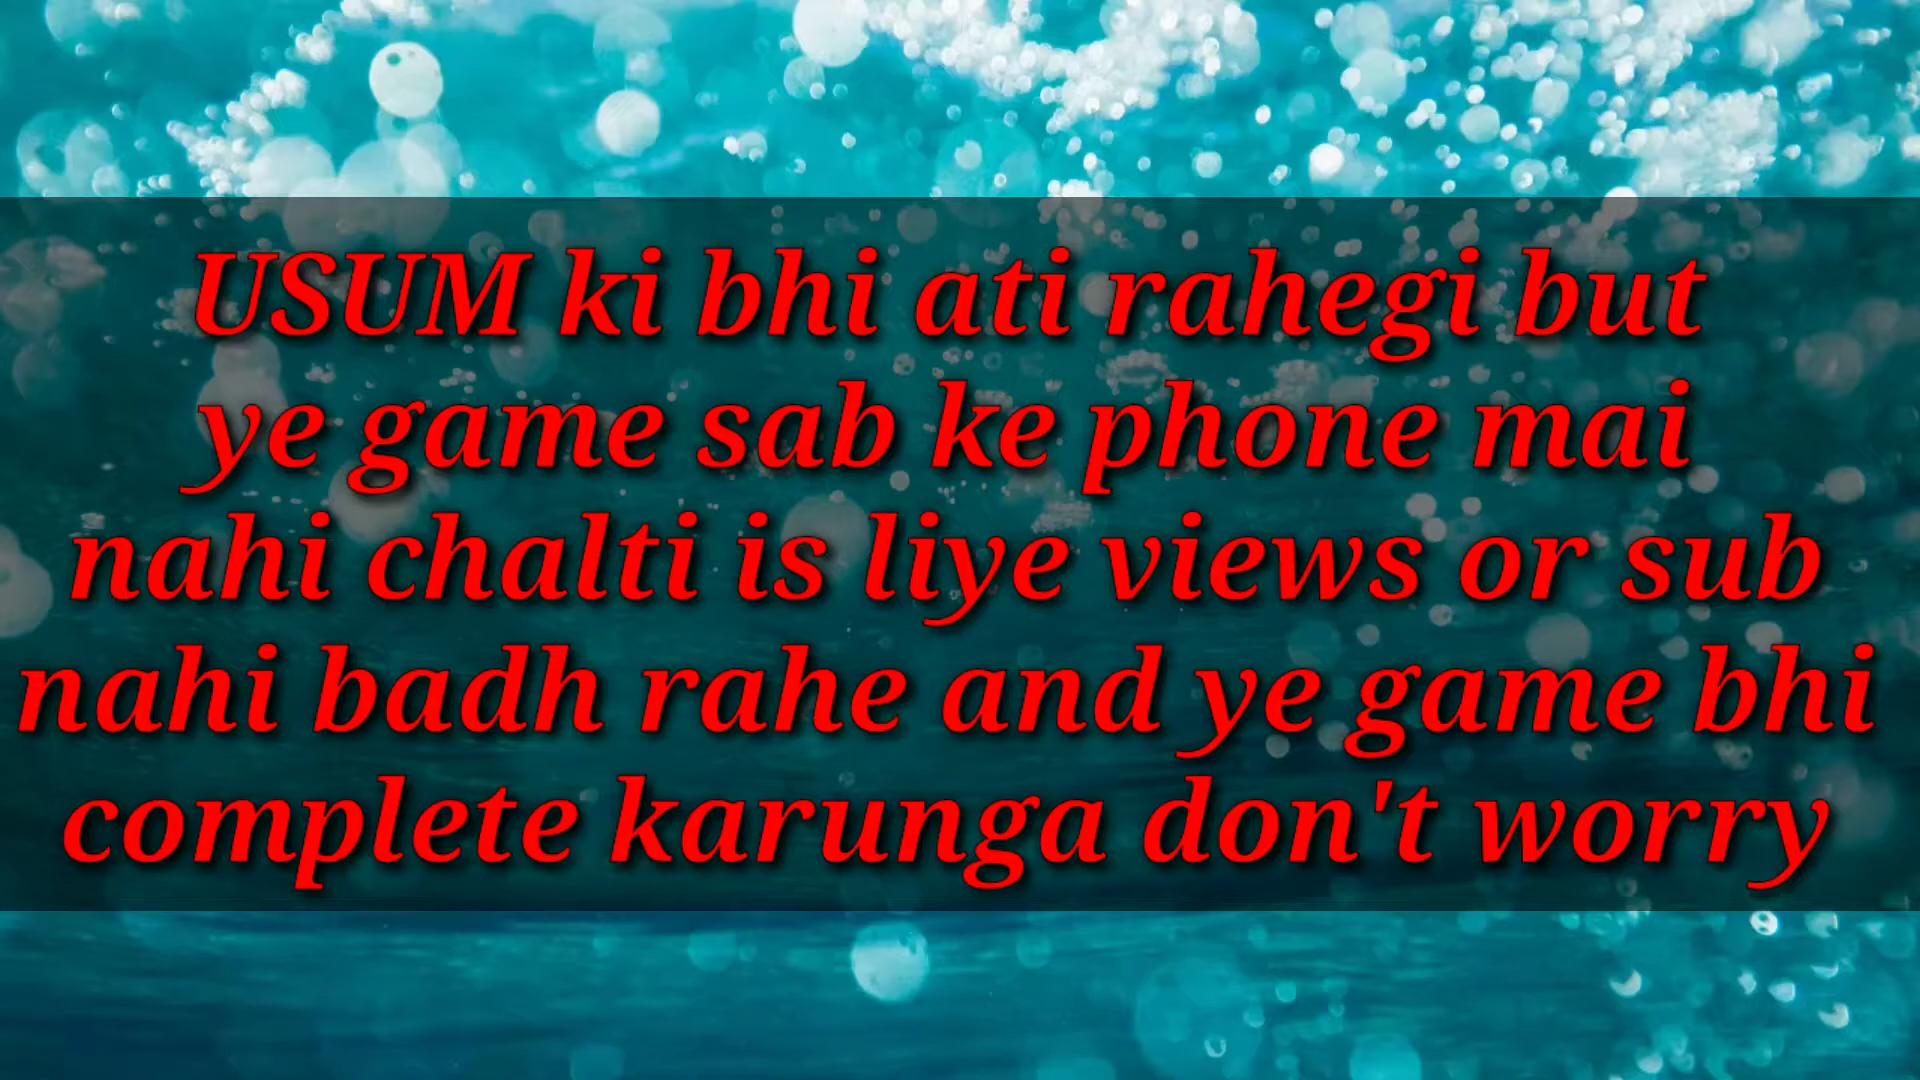 USUM ki bhi ati rahegi but
ye game sab ke phone mai
nahi chalti is liye views or sub
nahi badh rahe and ye game bhi
complete karunga don't worry